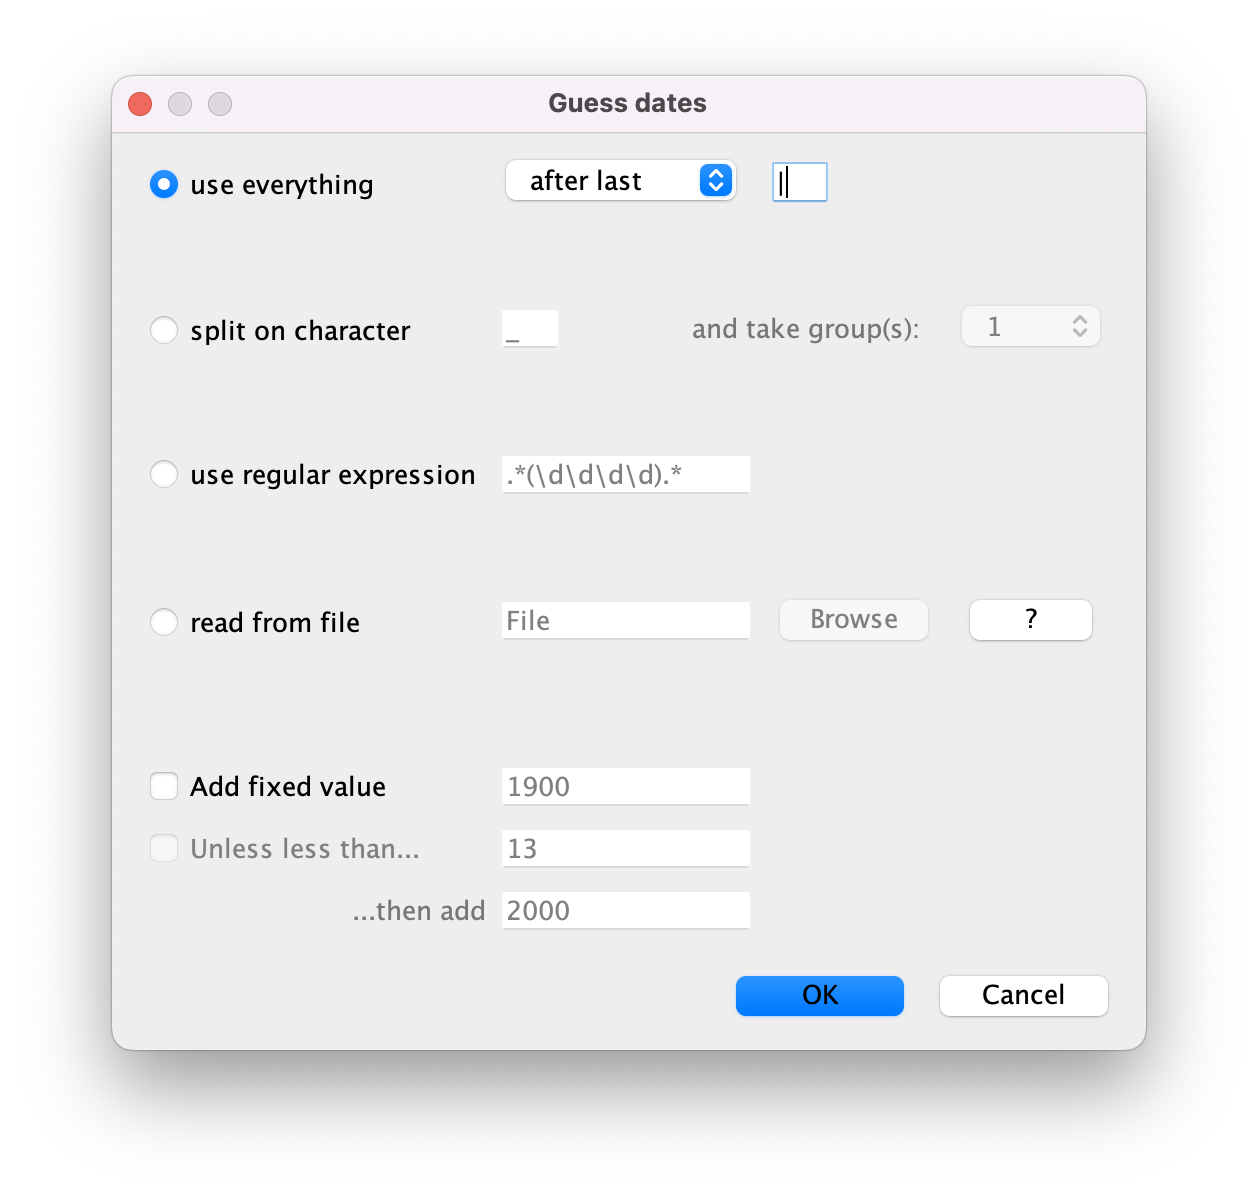 Guess dates
use everything after last |
split on character _ and take group(s): 1
use regular expression .*(\d\d\d\d).*
read from file File Browse ?
Add fixed value 1900
Unless less than... 13
...then add 2000
OK Cancel